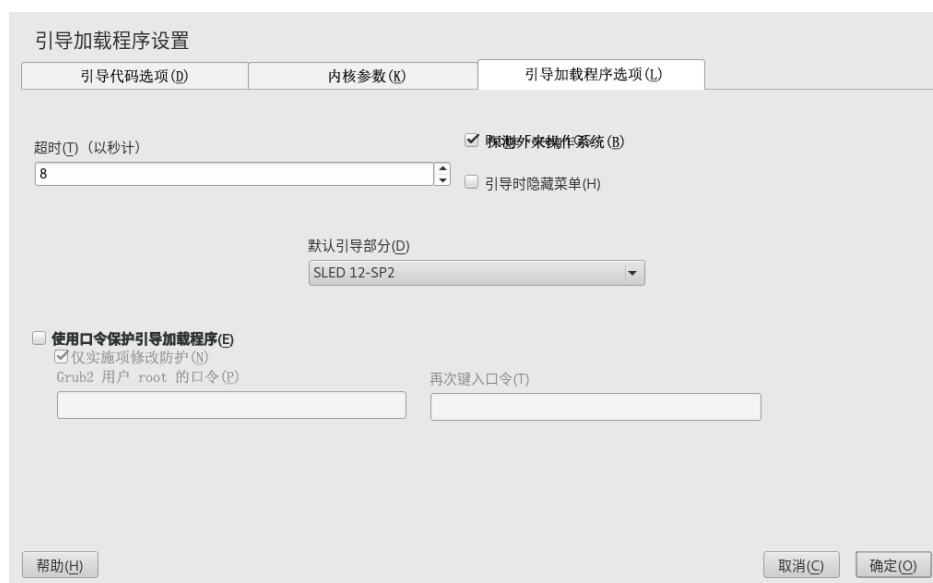 引导加载程序设置
引导代码选项(D)
内核参数(K)
引导加载程序选项(L)
超时(T)（以秒计）
8
探测外来操作系统(B)
引导时隐藏菜单(H)
默认引导部分(D)
SLED 12-SP2
使用口令保护引导加载程序(E)
仅实施项修改防护(N)
Grub2 用户 root 的口令(P)
再次键入口令(T)
帮助(H)
取消(C)
确定(O)